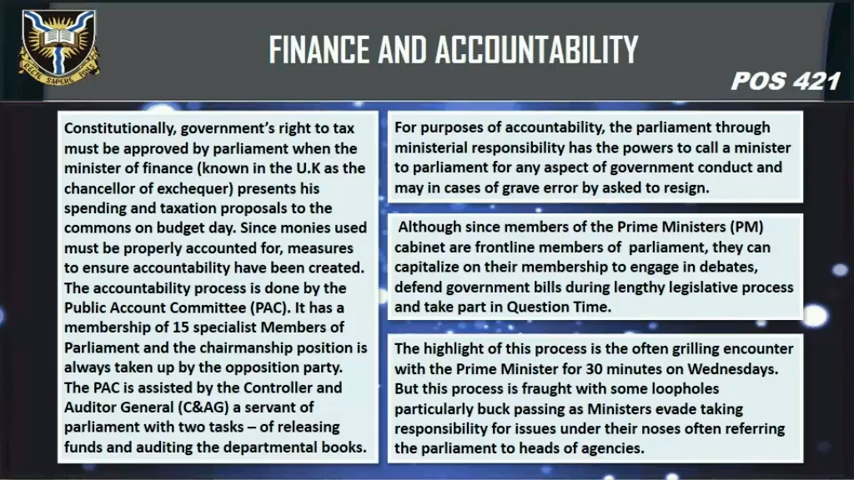 FINANCE AND ACCOUNTABILITY
POS 421
Constitutionally, government's right to tax
must be approved by parliament when the
minister of finance (known in the U.K as the
chancellor of exchequer) presents his
spending and taxation proposals to the
commons on budget day. Since monies used
must be properly accounted for, measures
to ensure accountability have been created.
The accountability process is done by the
Public Account Committee (PAC). It has a
membership of 15 specialist Members of
Parliament and the chairmanship position is
always taken up by the opposition party.
The PAC is assisted by the Controller and
Auditor General (C&AG) a servant of
parliament with two tasks – of releasing
funds and auditing the departmental books.
For purposes of accountability, the parliament through
ministerial responsibility has the powers to call a minister
to parliament for any aspect of government conduct and
may in cases of grave error by asked to resign.
Although since members of the Prime Ministers (PM)
cabinet are frontline members of parliament, they can
capitalize on their membership to engage in debates,
defend government bills during lengthy legislative process
and take part in Question Time.
The highlight of this process is the often grilling encounter
with the Prime Minister for 30 minutes on Wednesdays.
But this process is fraught with some loopholes
particularly buck passing as Ministers evade taking
responsibility for issues under their noses often referring
the parliament to heads of agencies.